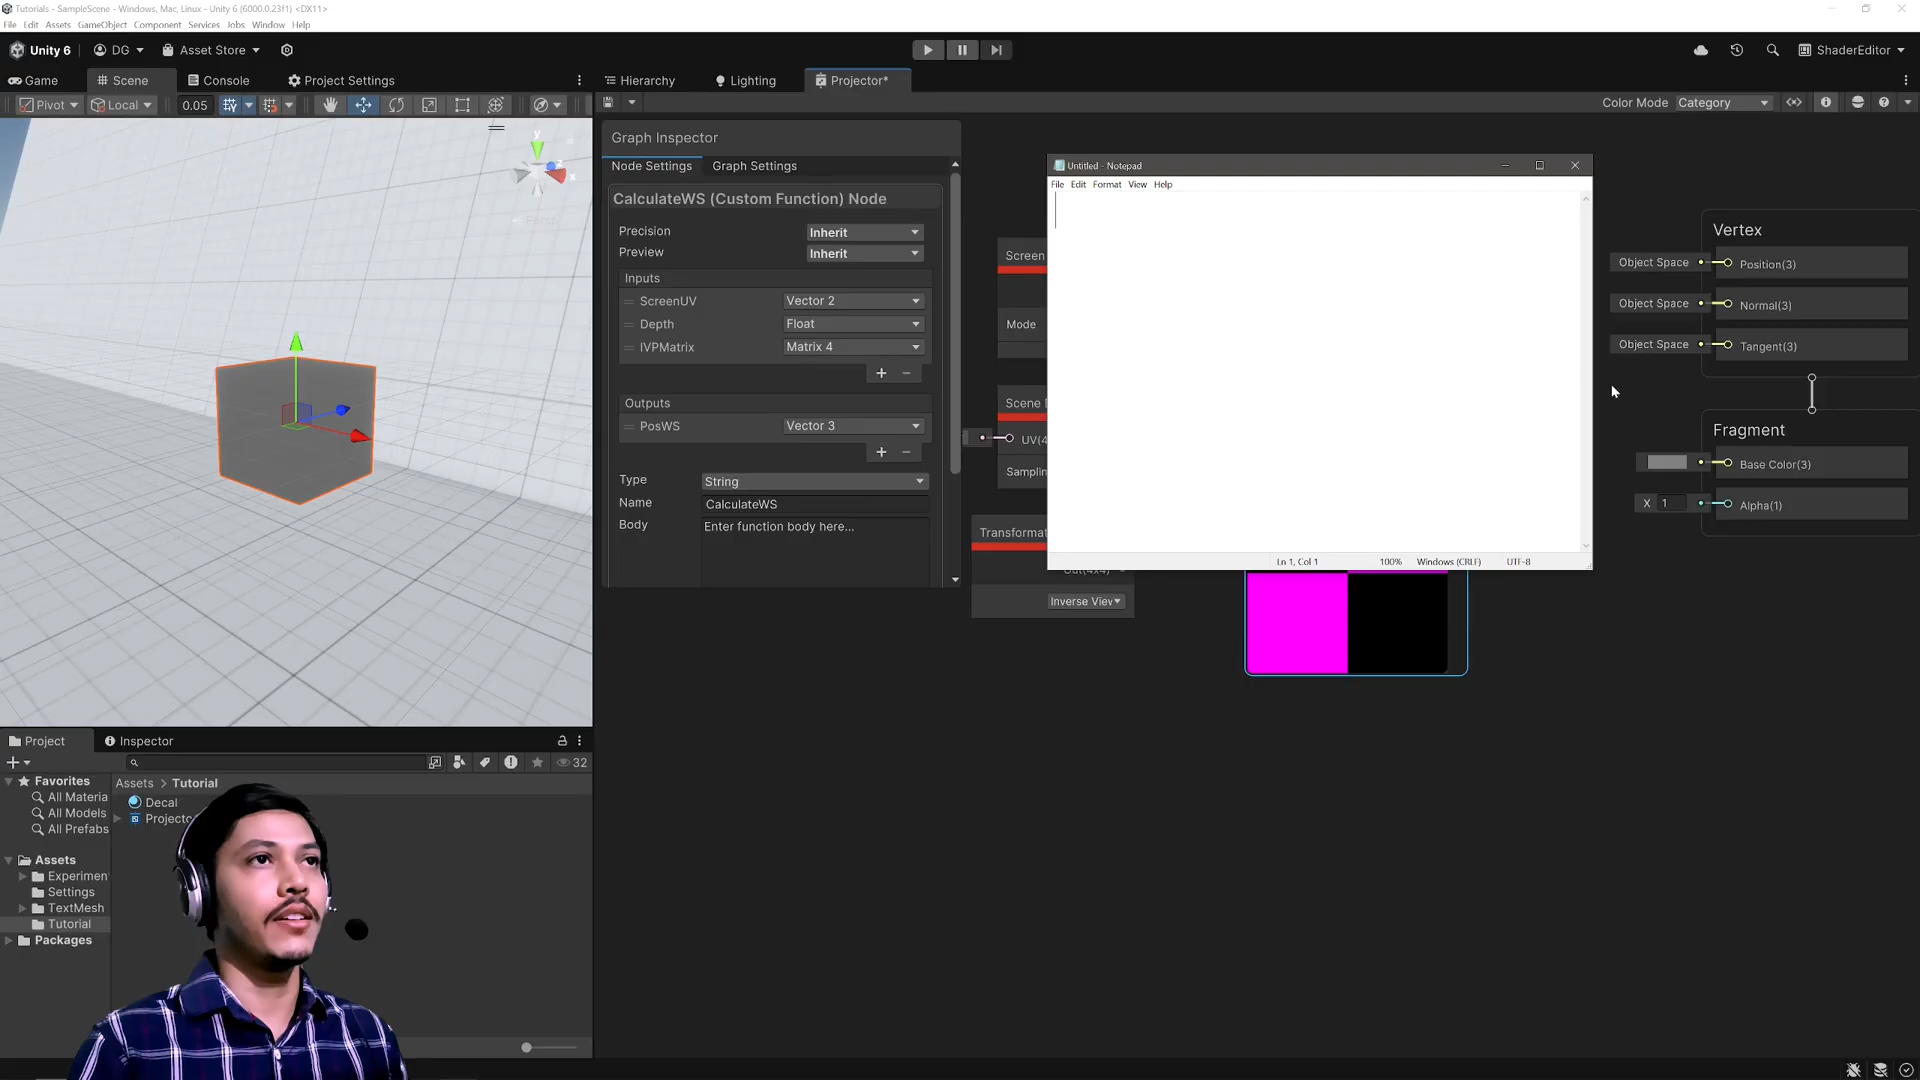 Tutorials - SampleScene - Windows, Mac, Linux - Unity 6 (6000.0.23f1) <DX11>
File Edit Assets GameObject Component Services Jobs Window Help
Unity 6 DG Asset Store ShaderEditor
Game Scene Console Project Settings Hierarchy Lighting Projector*
Pivot Local 0.05 Color Mode Category
y
z
x
Persp
Graph Inspector
Node Settings Graph Settings
CalculateWS (Custom Function) Node
Precision Inherit
Preview Inherit
Inputs
ScreenUV Vector 2
Depth Float
IVPMatrix Matrix 4
+ −
Outputs
PosWS Vector 3
+ −
Type String
Name CalculateWS
Body Enter function body here...
Screen
Mode
Scene
UV(4
Samplin
Transformat
Out(4x4)
Inverse View
Untitled - Notepad
File Edit Format View Help
Ln 1, Col 1 100% Windows (CRLF) UTF-8
Vertex
Object Space Position(3)
Object Space Normal(3)
Object Space Tangent(3)
Fragment
Base Color(3)
X 1 Alpha(1)
Project Inspector
32
Favorites
All Materia
All Models
All Prefabs
Assets
Experimen
Settings
TextMesh
Tutorial
Packages
Assets > Tutorial
Decal
Projecto